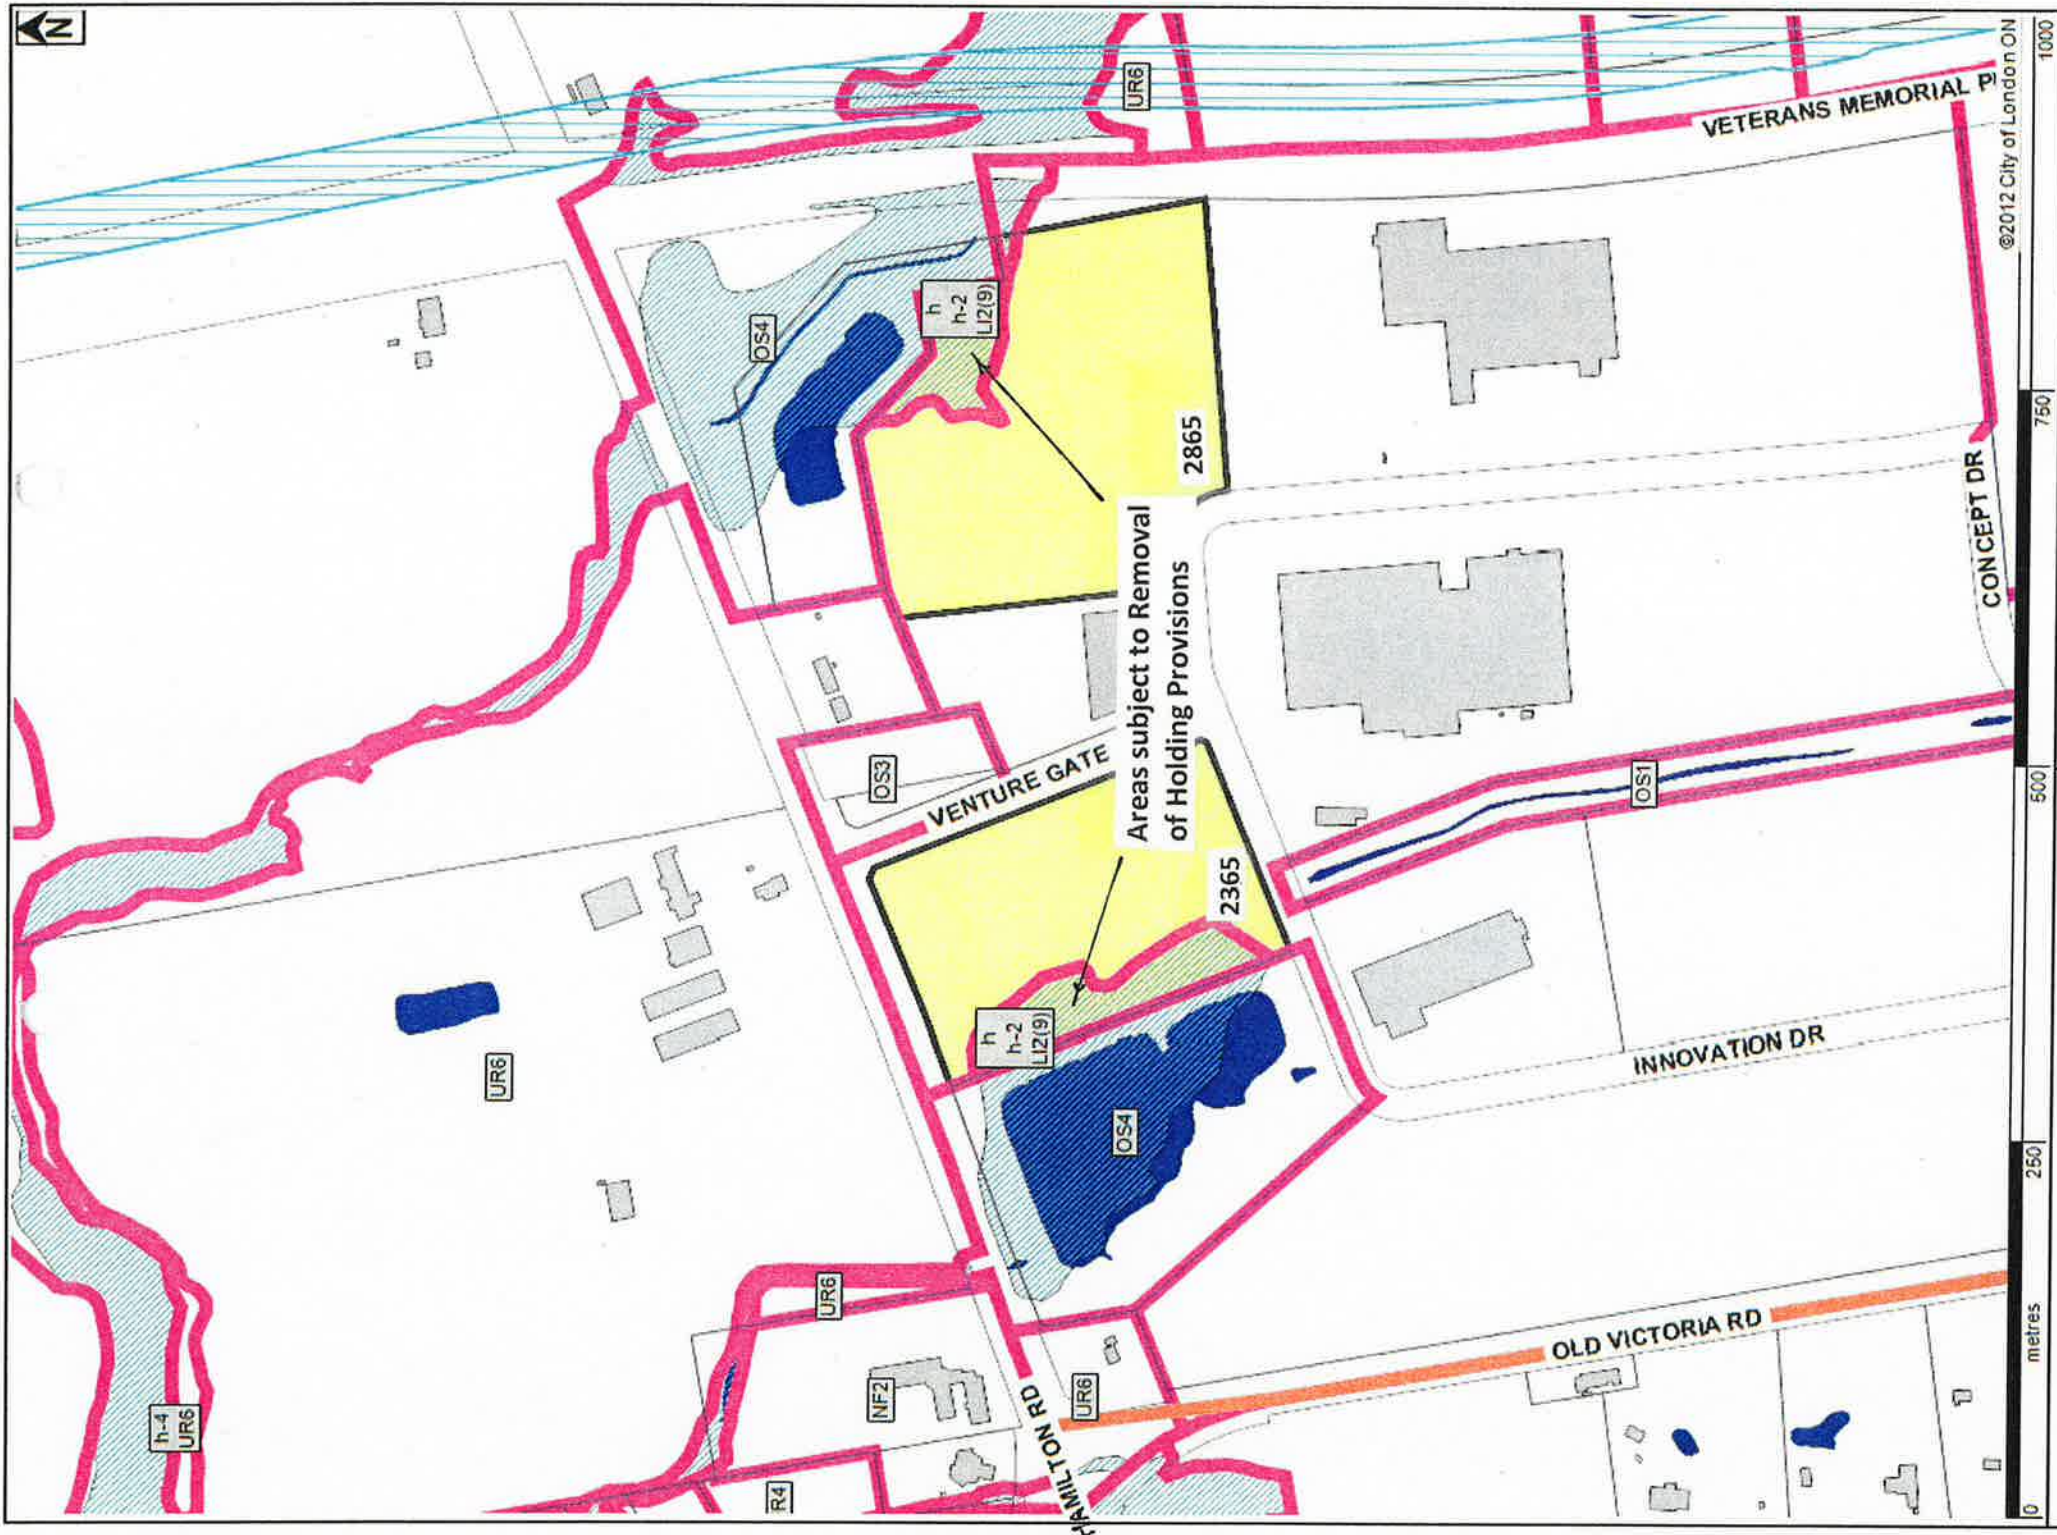 N
h-4
UR6
UR6
UR6
R4
NF2
HAMILTON RD
UR6
OS3
OS4
UR6
VENTURE GATE
h
h-2
LI2(9)
h
h-2
LI2(9)
OS4
2365
2865
Areas subject to Removal
of Holding Provisions
OS1
OLD VICTORIA RD
INNOVATION DR
CONCEPT DR
VETERANS MEMORIAL P
©2012 City of London ON
0
metres
250
500
750
1000